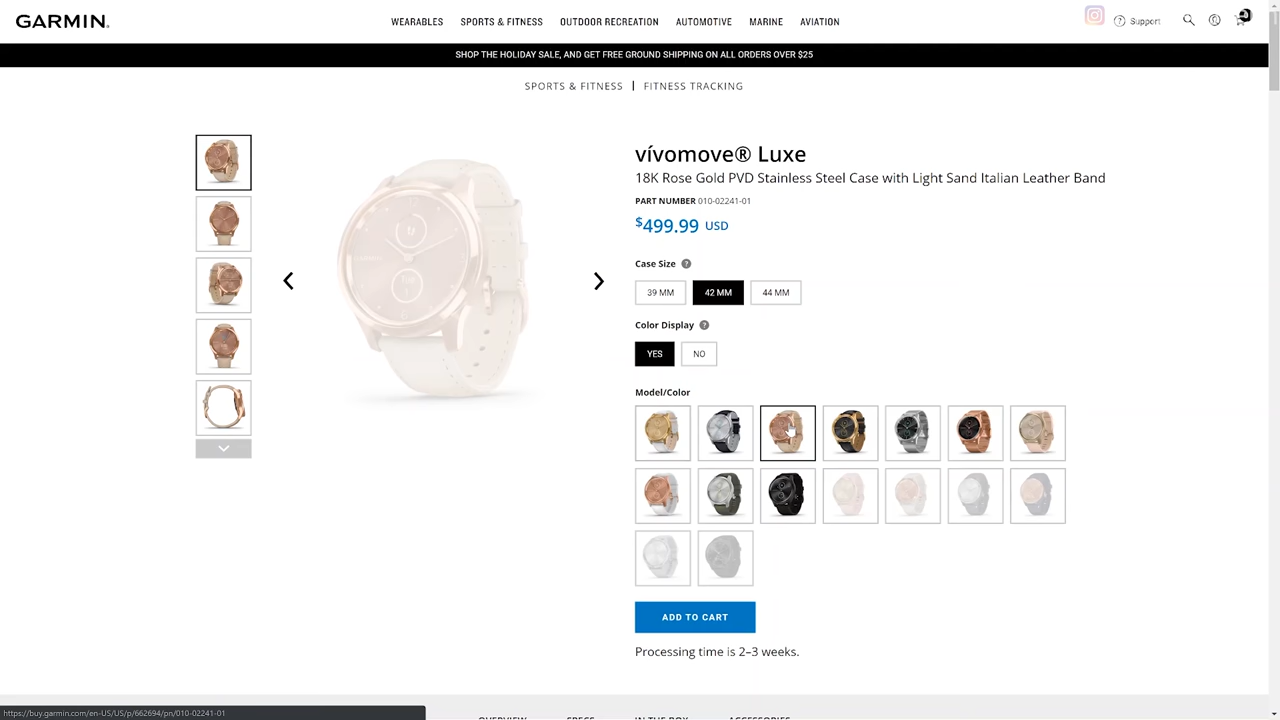 GARMIN.
WEARABLES SPORTS & FITNESS OUTDOOR RECREATION AUTOMOTIVE MARINE AVIATION
Support
SHOP THE HOLIDAY SALE, AND GET FREE GROUND SHIPPING ON ALL ORDERS OVER $25
SPORTS & FITNESS | FITNESS TRACKING
vívomove® Luxe
18K Rose Gold PVD Stainless Steel Case with Light Sand Italian Leather Band
PART NUMBER 010-02241-01
$499.99 USD
Case Size
39 MM 42 MM 44 MM
Color Display
YES NO
Model/Color
ADD TO CART
Processing time is 2–3 weeks.
https://buy.garmin.com/en-US/US/p/662694/pn/010-02241-01
OVERVIEW SPECS IN THE BOX ACCESSORIES